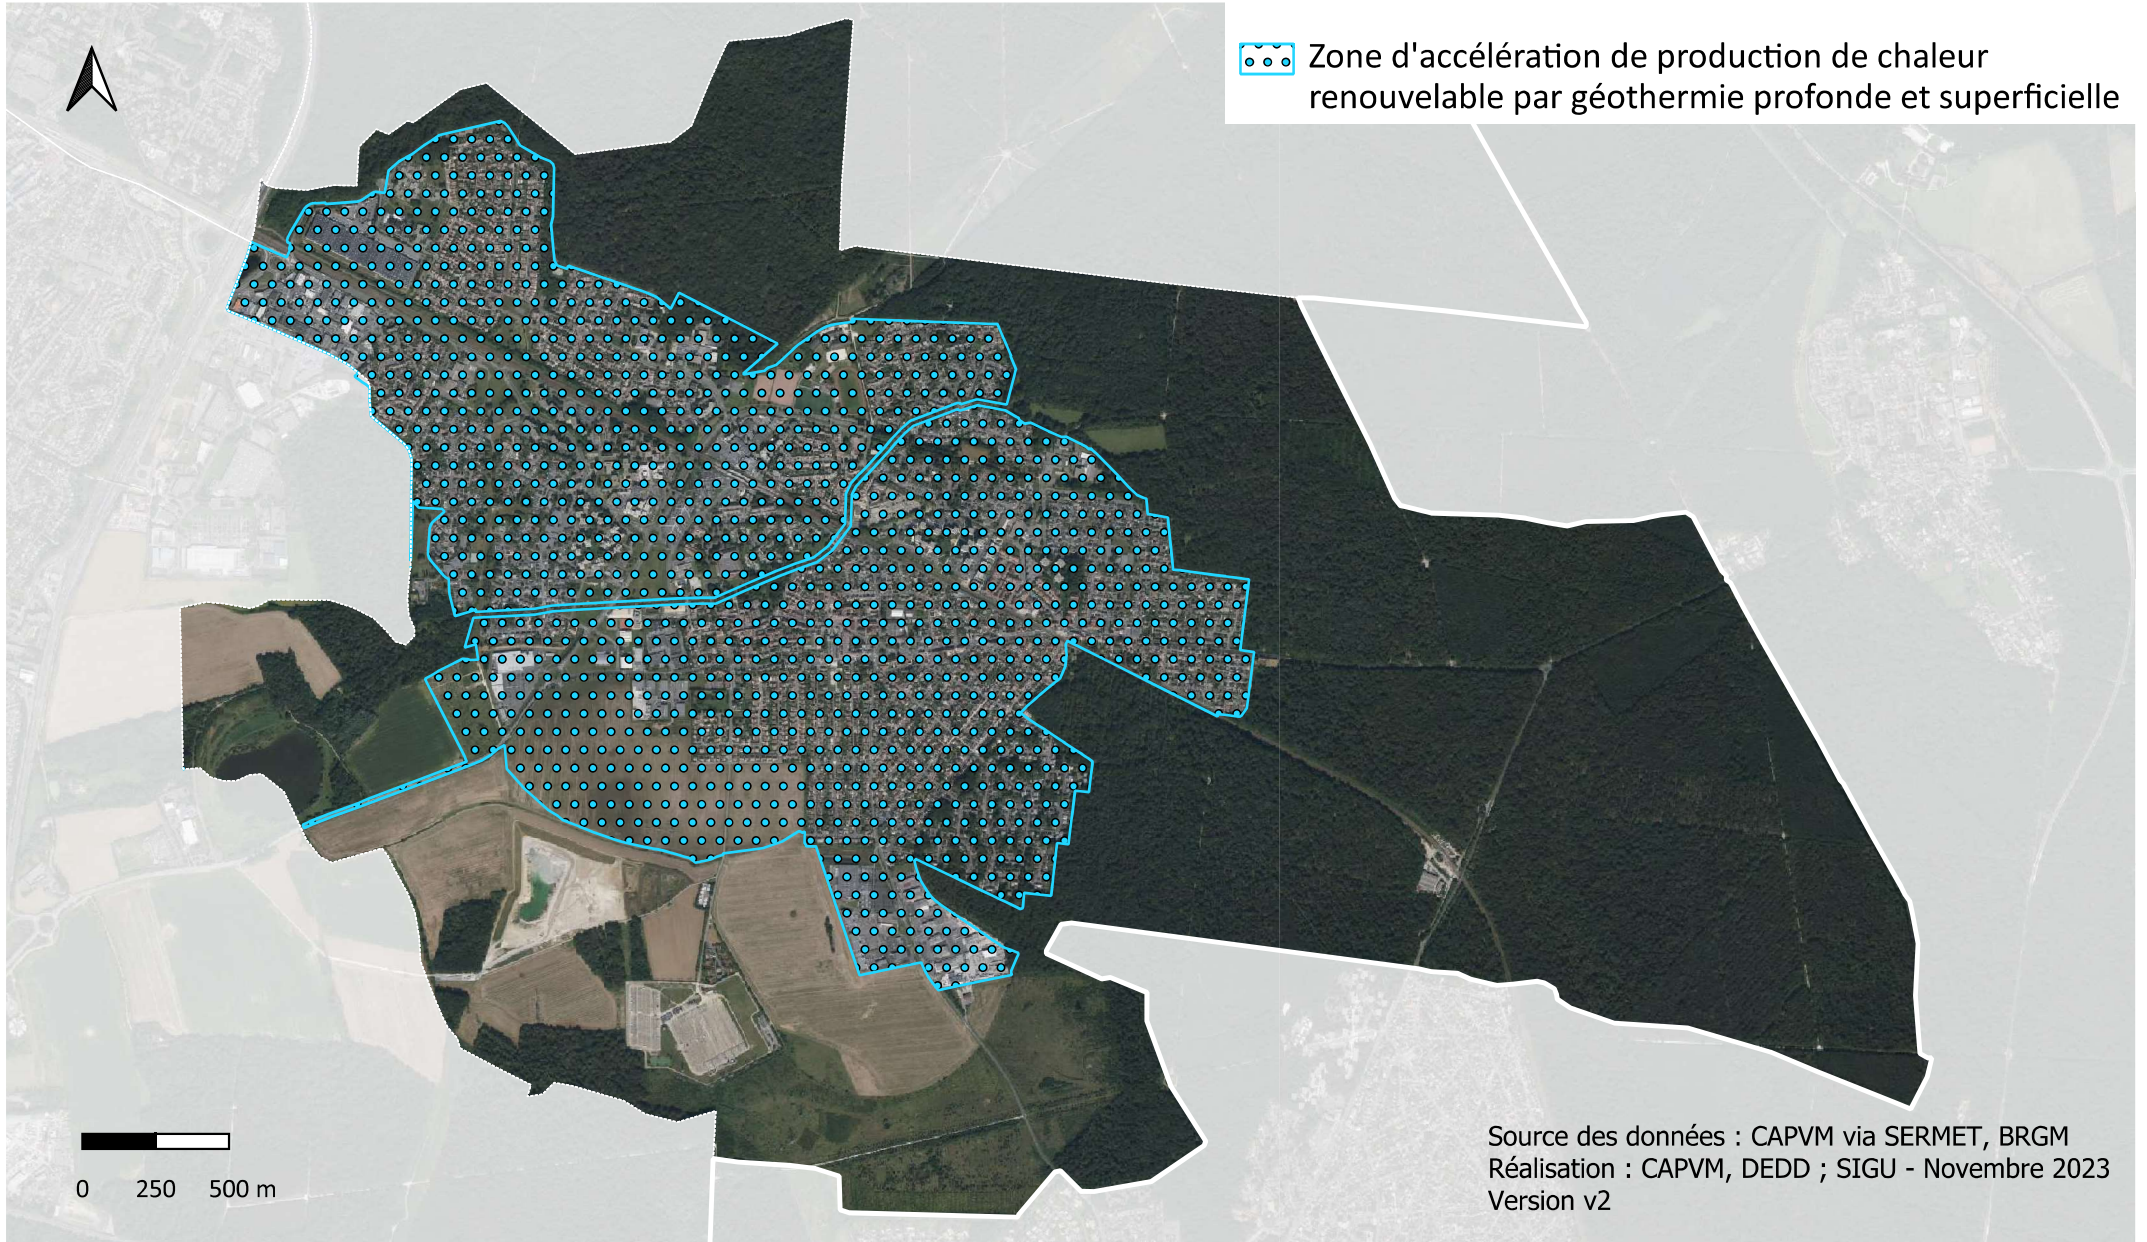 Zone d'accélération de production de chaleur
renouvelable par géothermie profonde et superficielle
0 250 500 m
Source des données : CAPVM via SERMET, BRGM
Réalisation : CAPVM, DEDD ; SIGU - Novembre 2023
Version v2